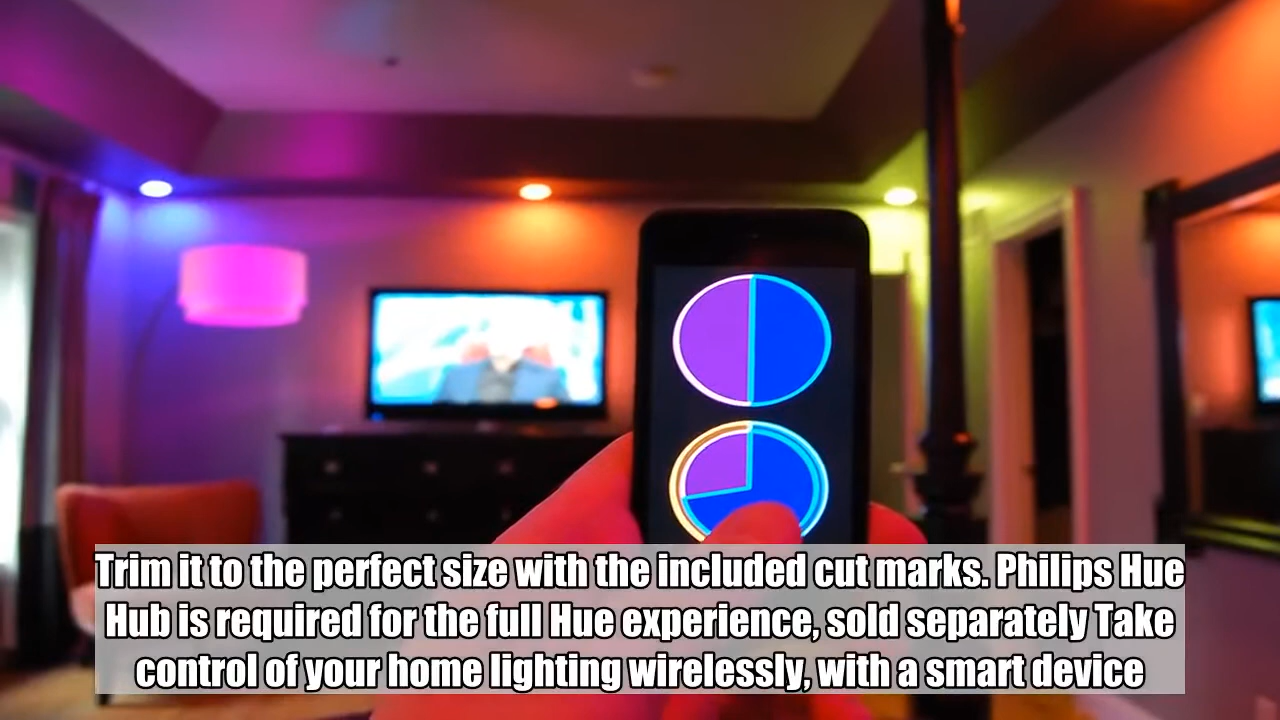 Trim it to the perfect size with the included cut marks. Philips Hue
Hub is required for the full Hue experience, sold separately Take
control of your home lighting wirelessly, with a smart device